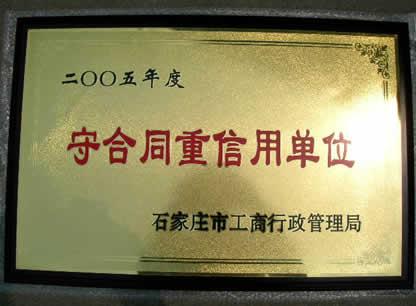 二〇〇五年度
守合同重信用单位
石家庄市工商行政管理局